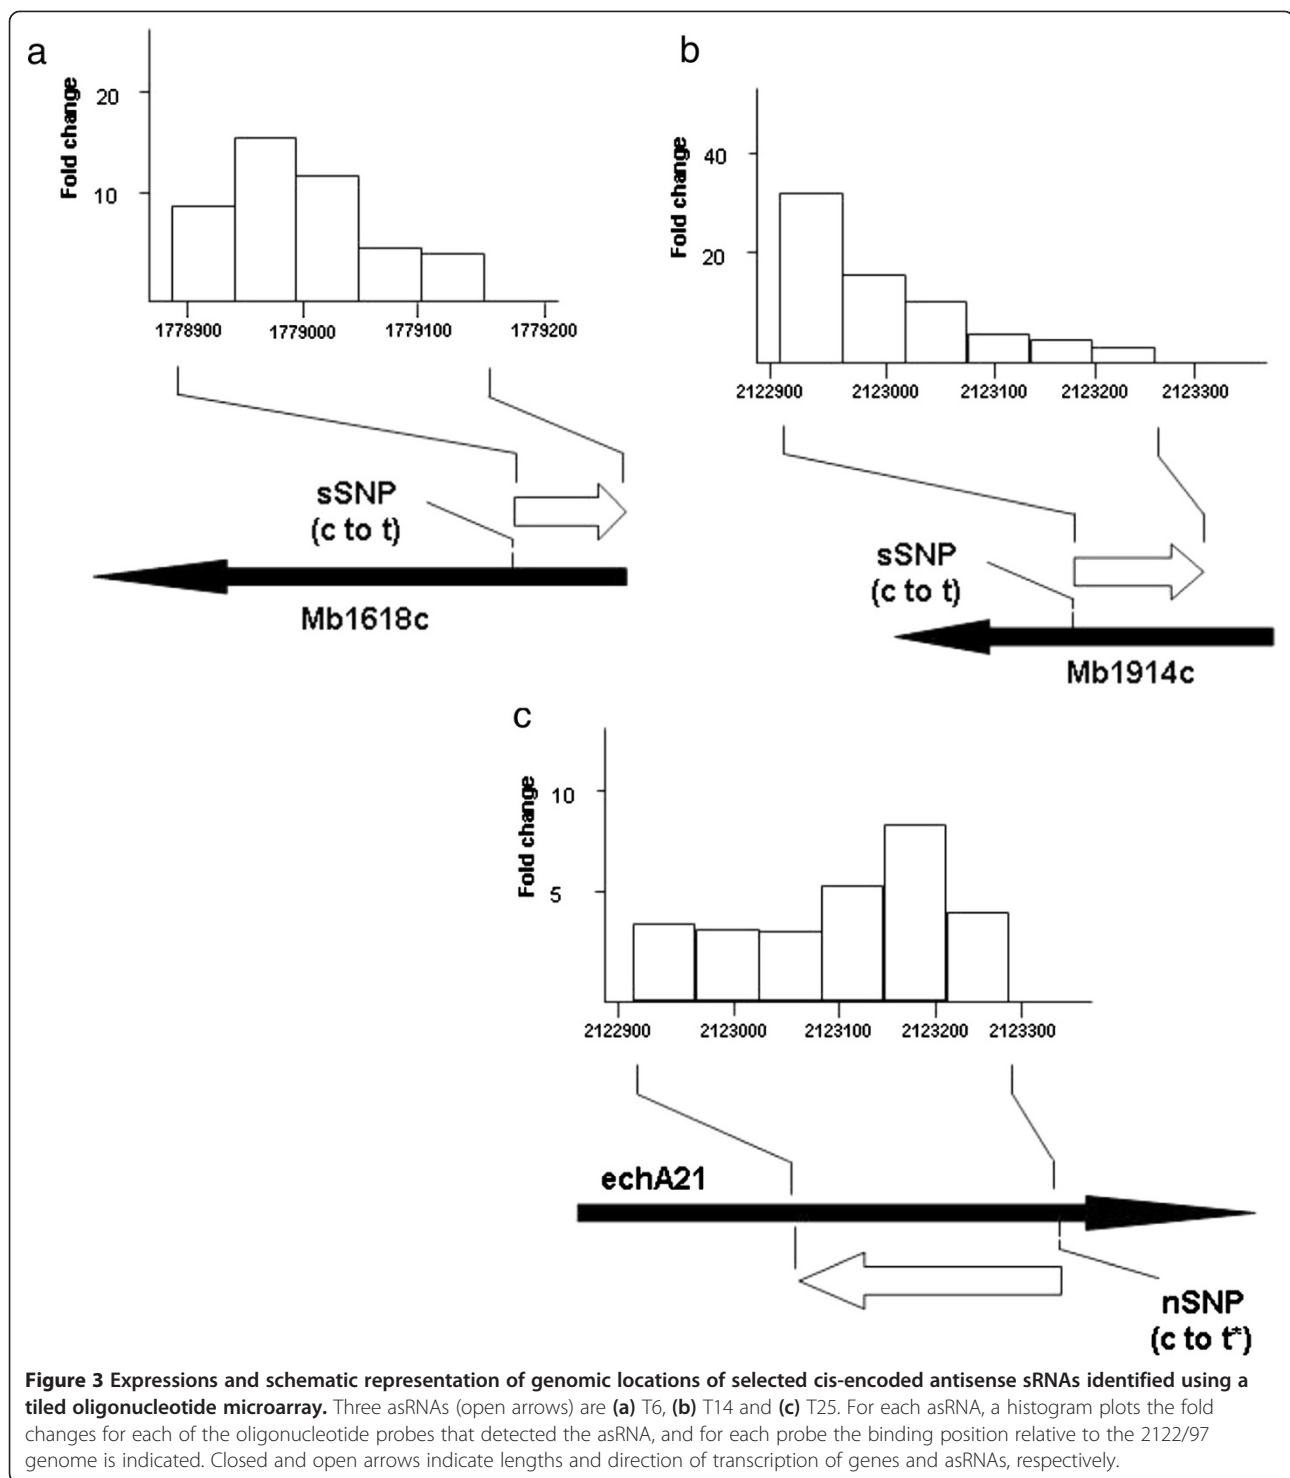 a
20
10
Fold change
1778900 1779000 1779100 1779200
sSNP
(c to t)
Mb1618c
b
40
20
Fold change
2122900 2123000 2123100 2123200 2123300
sSNP
(c to t)
Mb1914c
c
10
5
Fold change
2122900 2123000 2123100 2123200 2123300
echA21
nSNP
(c to t*)
Figure 3 Expressions and schematic representation of genomic locations of selected cis-encoded antisense sRNAs identified using a
tiled oligonucleotide microarray. Three asRNAs (open arrows) are (a) T6, (b) T14 and (c) T25. For each asRNA, a histogram plots the fold
changes for each of the oligonucleotide probes that detected the asRNA, and for each probe the binding position relative to the 2122/97
genome is indicated. Closed and open arrows indicate lengths and direction of transcription of genes and asRNAs, respectively.